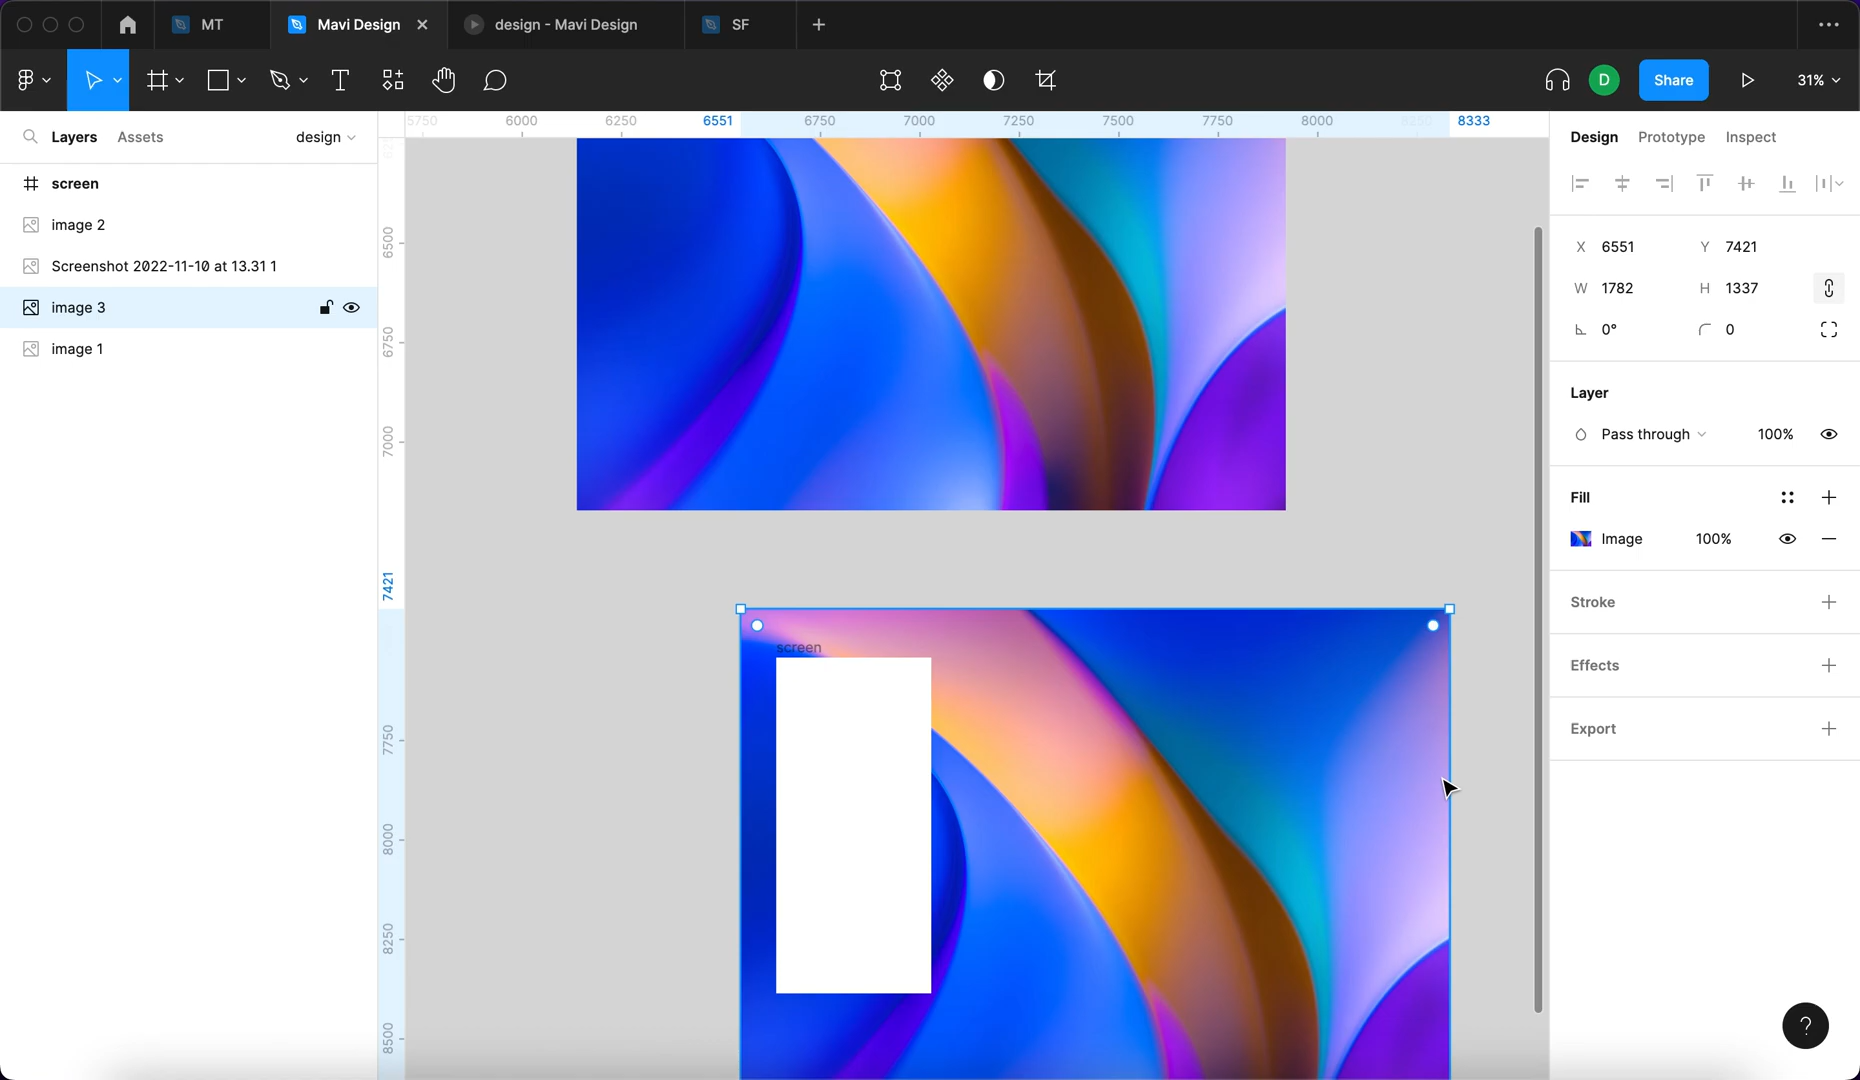 MT
Mavi Design
design - Mavi Design
SF
D
Share
31%
Layers
Assets
design
5750
6000
6250
6551
6750
7000
7250
7500
7750
8000
8333
Design
Prototype
Inspect
screen
image 2
Screenshot 2022-11-10 at 13.31 1
image 3
image 1
6500
6750
7000
7421
7750
8000
8250
8500
screen
X 6551 Y 7421
W 1782 H 1337
0° 0
Layer
Pass through 100%
Fill
Image 100%
Stroke
Effects
Export
?